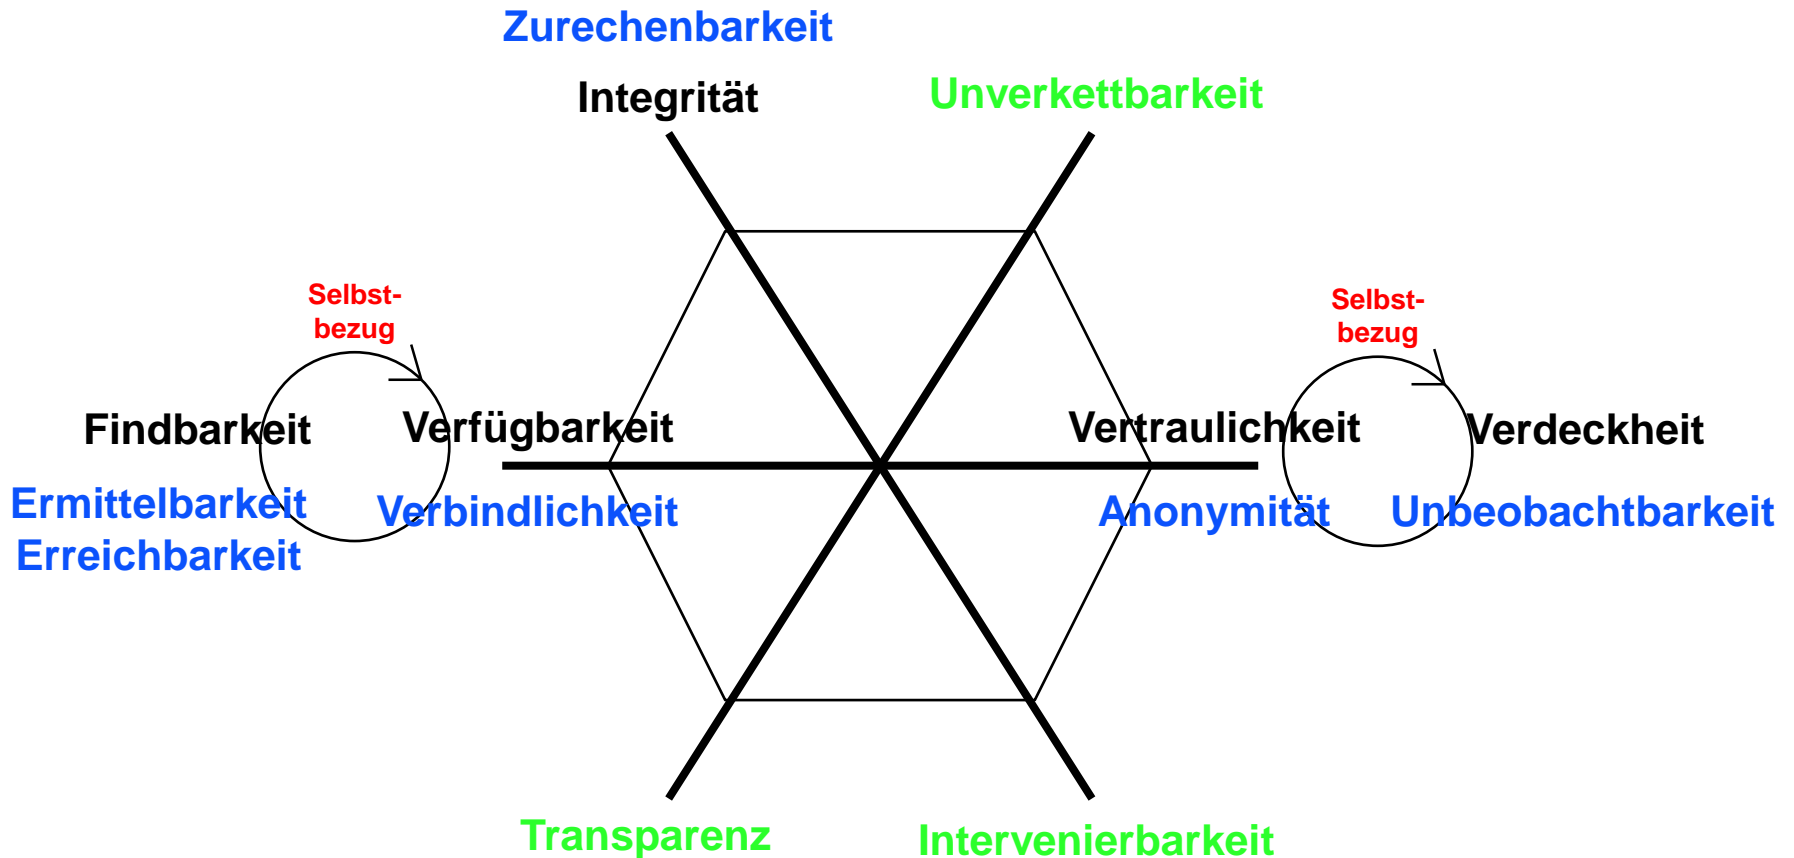 Zurechenbarkeit
Integrität
Unverkettbarkeit
Selbst-
bezug
Selbst-
bezug
Findbarkeit
Verfügbarkeit
Vertraulichkeit
Verdeckheit
Ermittelbarkeit
Erreichbarkeit
Verbindlichkeit
Anonymität
Unbeobachtbarkeit
Transparenz
Intervenierbarkeit